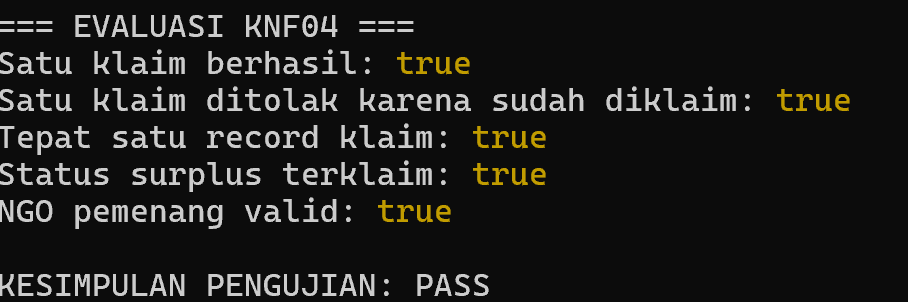 === EVALUASI KNF04 ===
Satu klaim berhasil: true
Satu klaim ditolak karena sudah diklaim: true
Tepat satu record klaim: true
Status surplus terklaim: true
NGO pemenang valid: true
KESIMPULAN PENGUJIAN: PASS